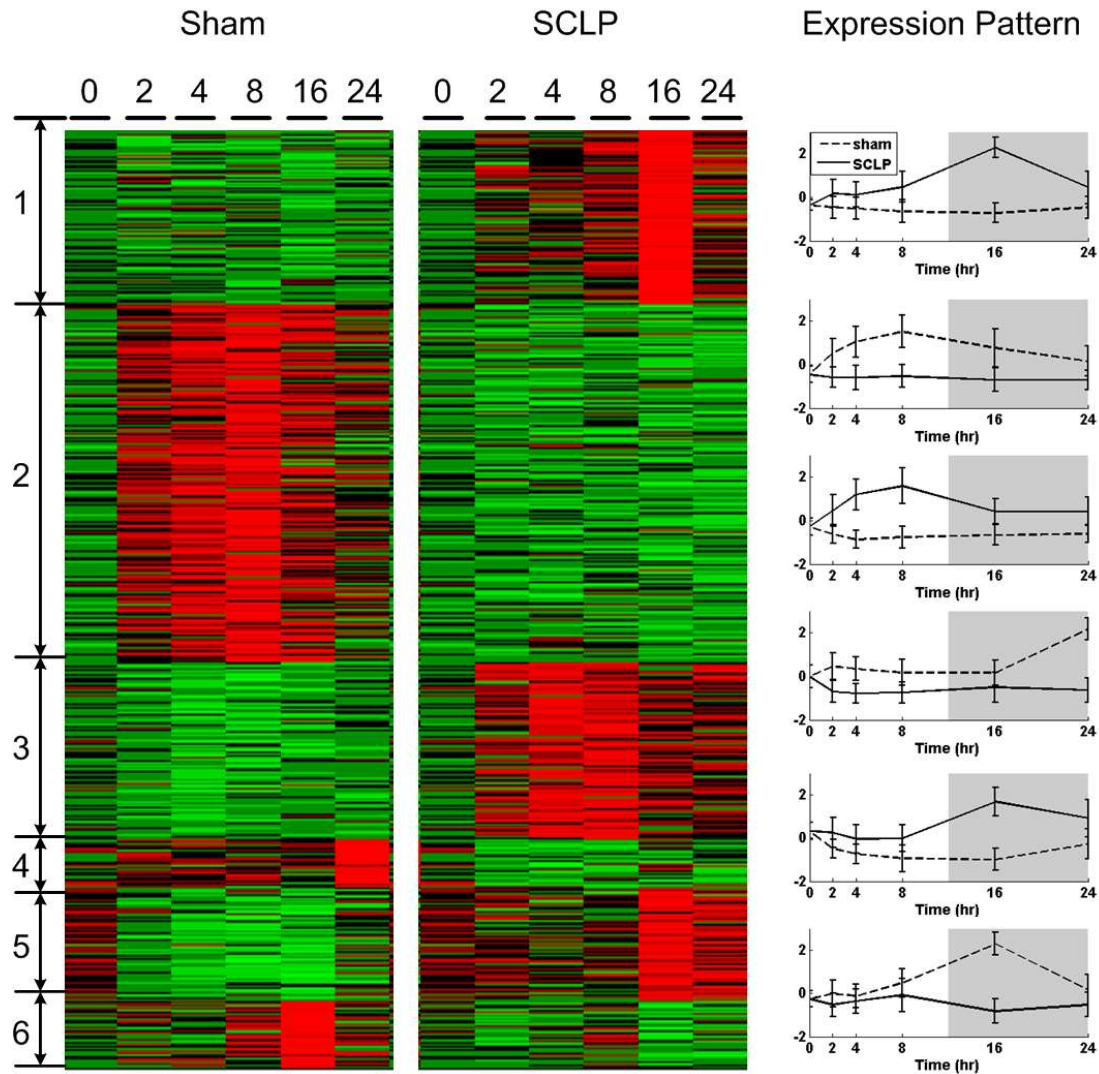 Sham SCLP Expression Pattern
0 2 4 8 16 24 0 2 4 8 16 24
1
2
3
4
5
6
sham
SCLP
2
0
-2
0 2 4 8 16 24
Time (hr)
2
0
-2
0 2 4 8 16 24
Time (hr)
2
0
-2
0 2 4 8 16 24
Time (hr)
2
0
-2
0 2 4 8 16 24
Time (hr)
2
0
-2
0 2 4 8 16 24
Time (hr)
2
0
-2
0 2 4 8 16 24
Time (hr)